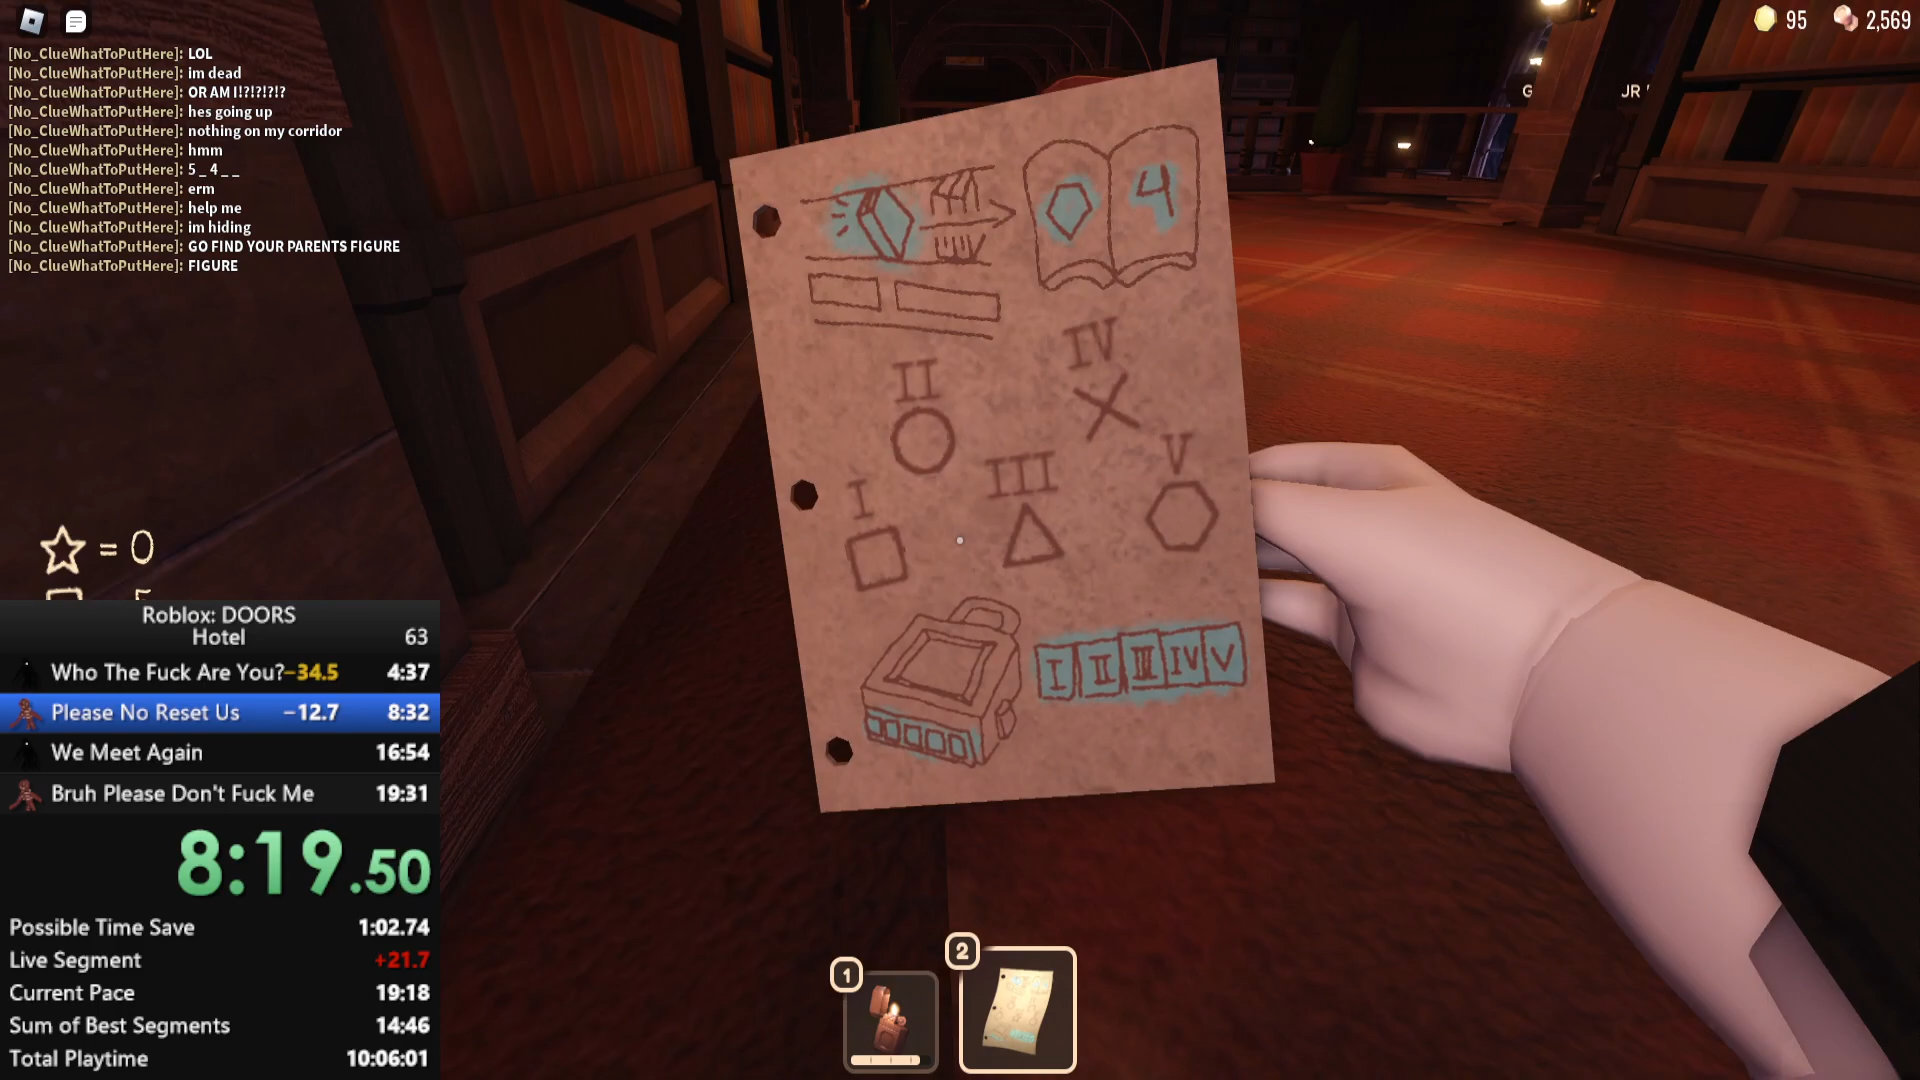 95
2,569
[No_ClueWhatToPutHere]: LOL
[No_ClueWhatToPutHere]: im dead
[No_ClueWhatToPutHere]: OR AM I!?!?!?!?
[No_ClueWhatToPutHere]: hes going up
[No_ClueWhatToPutHere]: nothing on my corridor
[No_ClueWhatToPutHere]: hmm
[No_ClueWhatToPutHere]: 5 _ 4 _ _
[No_ClueWhatToPutHere]: erm
[No_ClueWhatToPutHere]: help me
[No_ClueWhatToPutHere]: im hiding
[No_ClueWhatToPutHere]: GO FIND YOUR PARENTS FIGURE
[No_ClueWhatToPutHere]: FIGURE
4
II
IV
I
III
V
I II III IV V
= 0
Roblox: DOORS
Hotel 63
Who The Fuck Are You? −34.5 4:37
Please No Reset Us −12.7 8:32
We Meet Again 16:54
Bruh Please Don't Fuck Me 19:31
8:19.50
Possible Time Save 1:02.74
Live Segment +21.7
Current Pace 19:18
Sum of Best Segments 14:46
Total Playtime 10:06:01
1
2